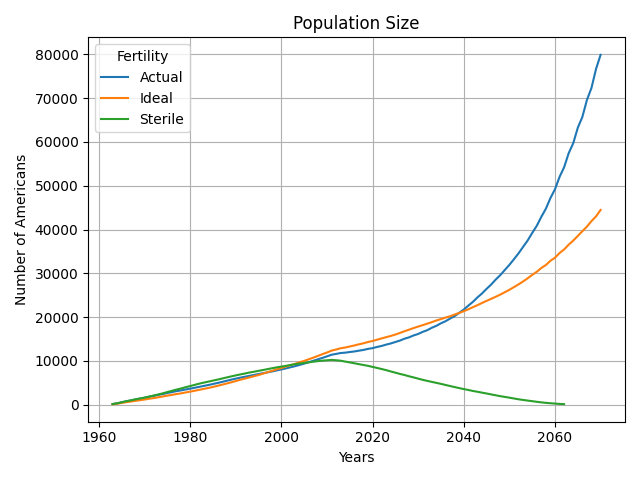 Population Size
Fertility
Actual
Ideal
Sterile
Number of Americans
80000
70000
60000
50000
40000
30000
20000
10000
0
1960
1980
2000
2020
2040
2060
Years